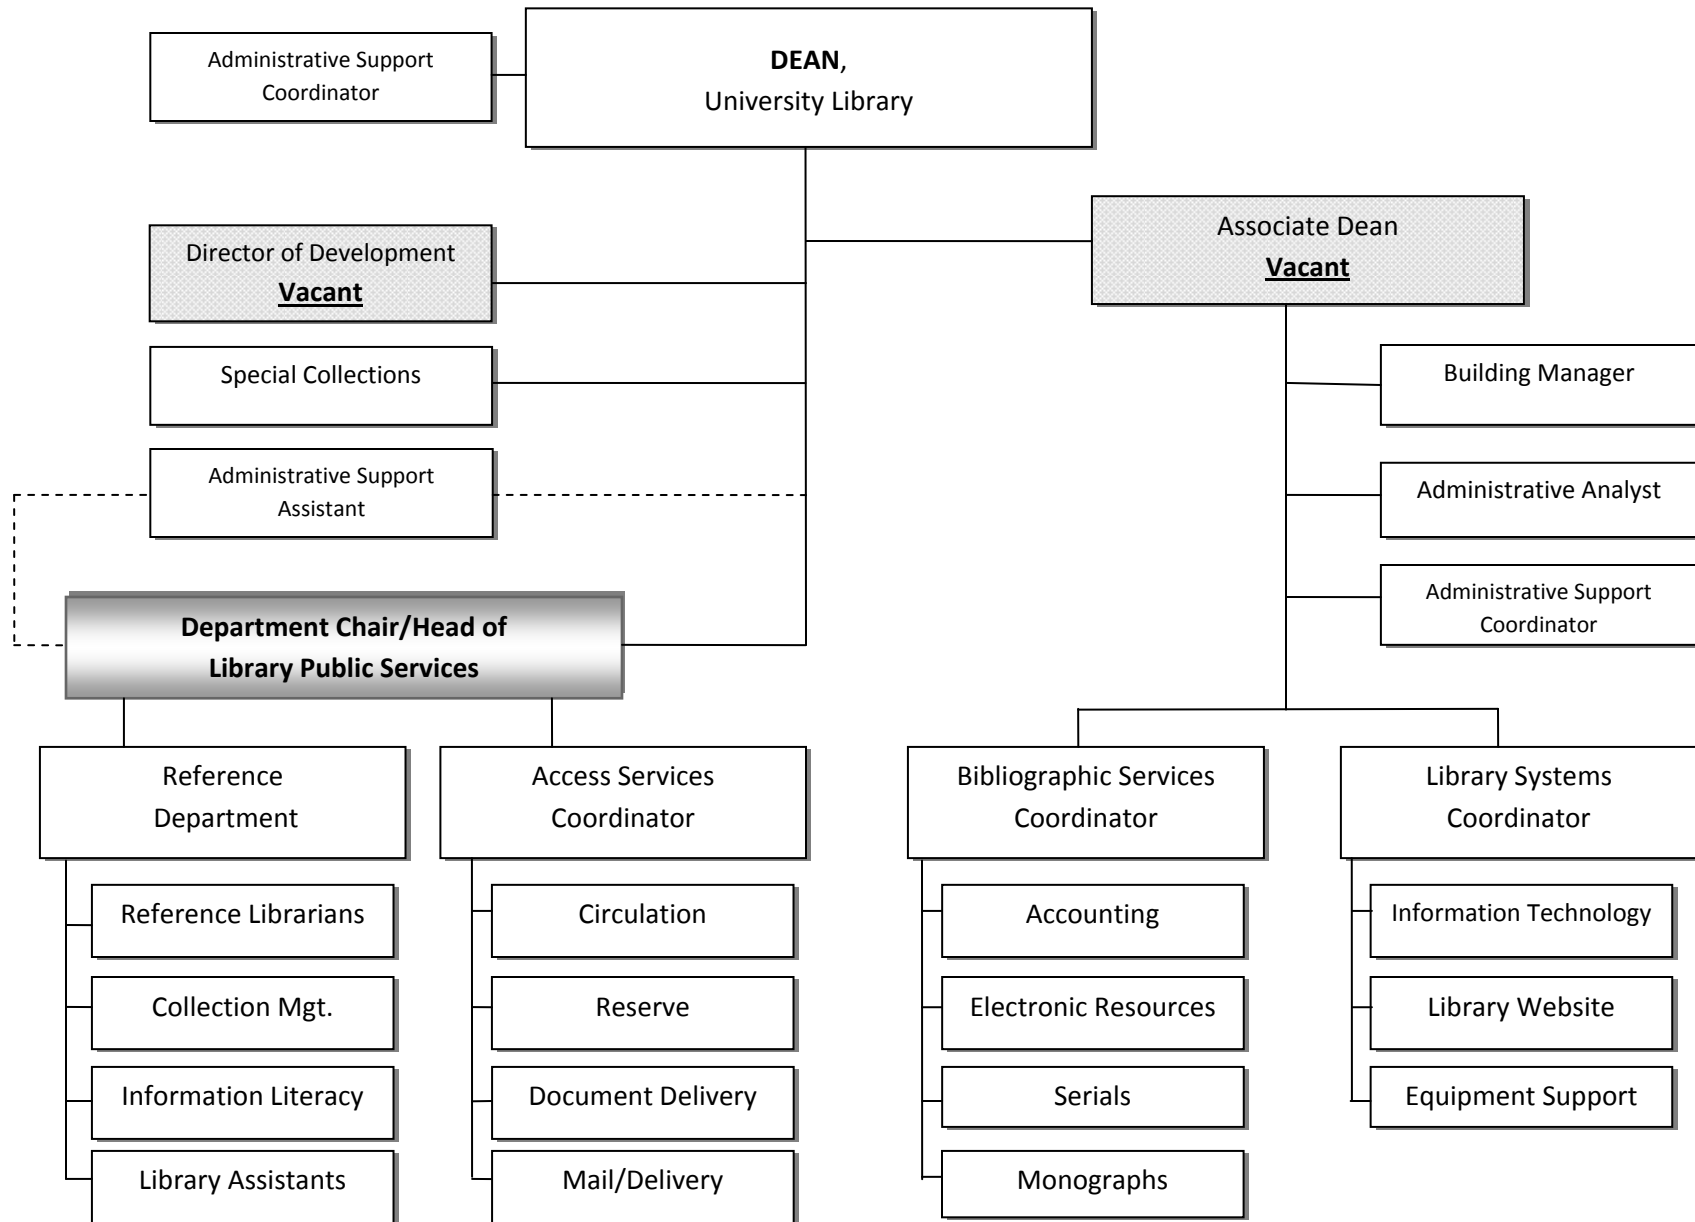 Administrative Support
Coordinator
DEAN,
University Library
Director of Development
Vacant
Associate Dean
Vacant
Special Collections
Building Manager
Administrative Support
Assistant
Administrative Analyst
Administrative Support
Coordinator
Department Chair/Head of
Library Public Services
Reference
Department
Access Services
Coordinator
Bibliographic Services
Coordinator
Library Systems
Coordinator
Reference Librarians
Collection Mgt.
Information Literacy
Library Assistants
Circulation
Reserve
Document Delivery
Mail/Delivery
Accounting
Electronic Resources
Serials
Monographs
Information Technology
Library Website
Equipment Support